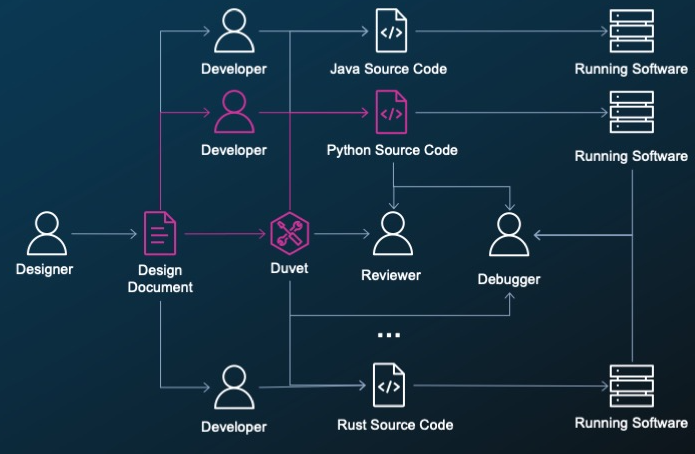 Developer
Java Source Code
Running Software
</>
Developer
Python Source Code
Running Software
</>
Designer
Design
Document
Duvet
Reviewer
Debugger
...
Developer
Rust Source Code
Running Software
</>